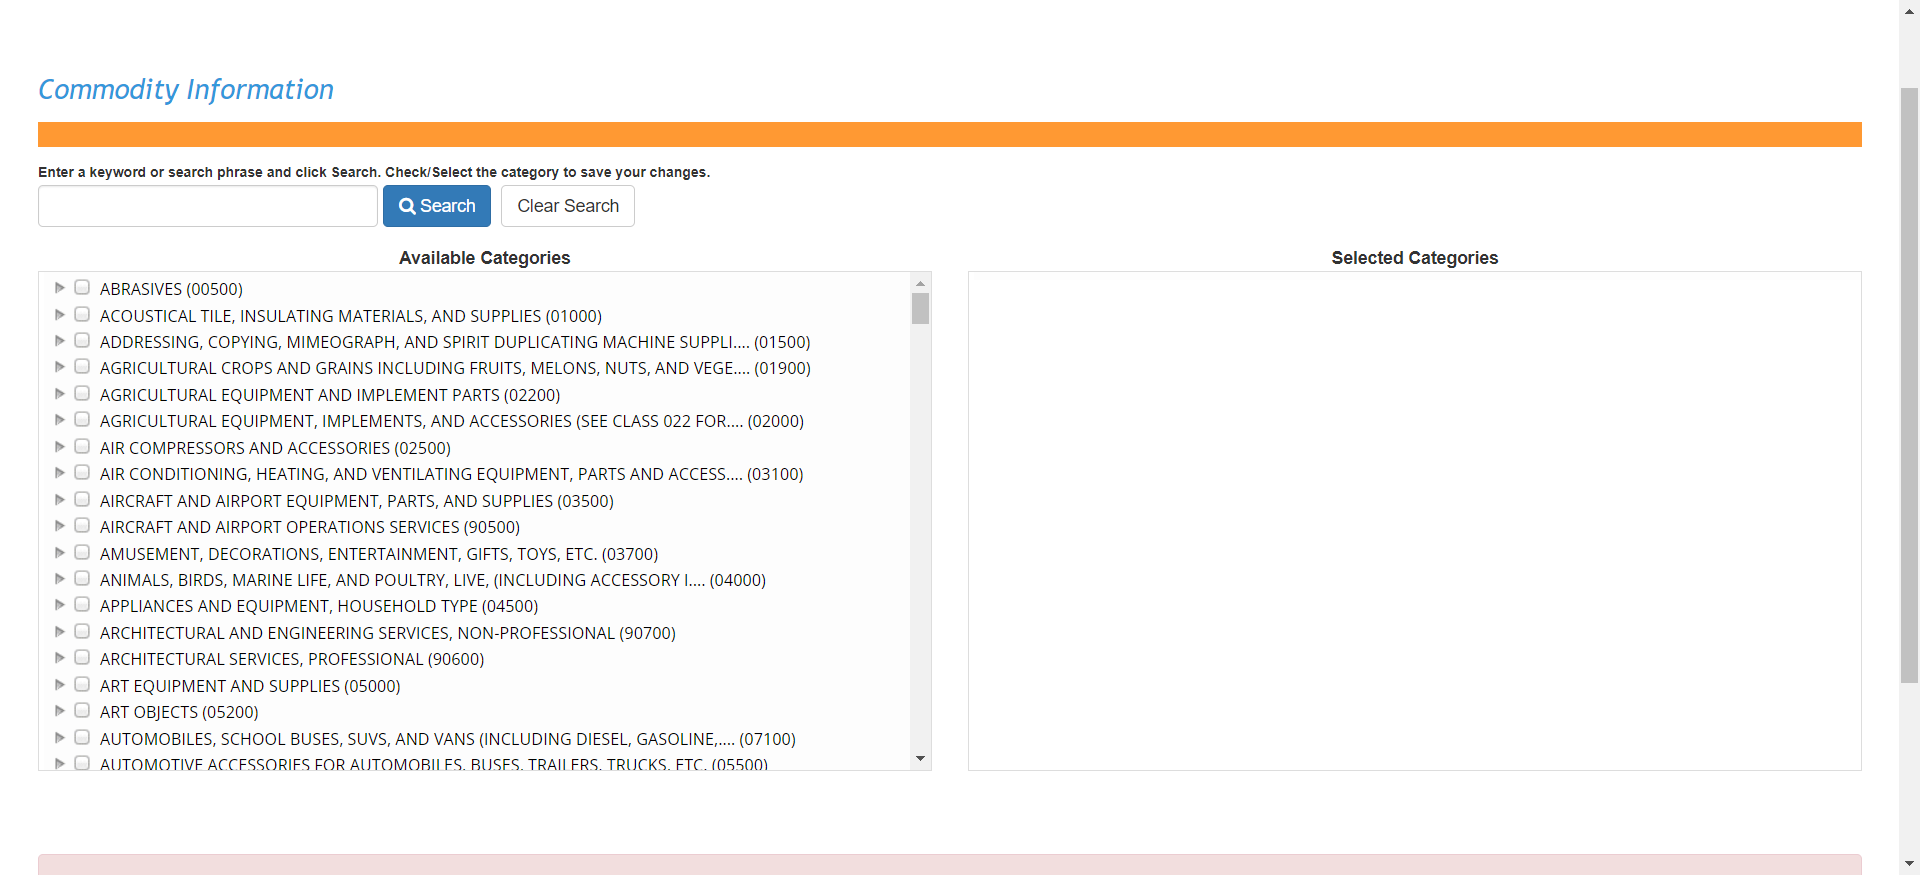 Commodity Information
Enter a keyword or search phrase and click Search. Check/Select the category to save your changes.
Search
Clear Search
Available Categories
Selected Categories
ABRASIVES (00500)
ACOUSTICAL TILE, INSULATING MATERIALS, AND SUPPLIES (01000)
ADDRESSING, COPYING, MIMEOGRAPH, AND SPIRIT DUPLICATING MACHINE SUPPLI.... (01500)
AGRICULTURAL CROPS AND GRAINS INCLUDING FRUITS, MELONS, NUTS, AND VEGE.... (01900)
AGRICULTURAL EQUIPMENT AND IMPLEMENT PARTS (02200)
AGRICULTURAL EQUIPMENT, IMPLEMENTS, AND ACCESSORIES (SEE CLASS 022 FOR.... (02000)
AIR COMPRESSORS AND ACCESSORIES (02500)
AIR CONDITIONING, HEATING, AND VENTILATING EQUIPMENT, PARTS AND ACCESS.... (03100)
AIRCRAFT AND AIRPORT EQUIPMENT, PARTS, AND SUPPLIES (03500)
AIRCRAFT AND AIRPORT OPERATIONS SERVICES (90500)
AMUSEMENT, DECORATIONS, ENTERTAINMENT, GIFTS, TOYS, ETC. (03700)
ANIMALS, BIRDS, MARINE LIFE, AND POULTRY, LIVE, (INCLUDING ACCESSORY I.... (04000)
APPLIANCES AND EQUIPMENT, HOUSEHOLD TYPE (04500)
ARCHITECTURAL AND ENGINEERING SERVICES, NON-PROFESSIONAL (90700)
ARCHITECTURAL SERVICES, PROFESSIONAL (90600)
ART EQUIPMENT AND SUPPLIES (05000)
ART OBJECTS (05200)
AUTOMOBILES, SCHOOL BUSES, SUVS, AND VANS (INCLUDING DIESEL, GASOLINE,.... (07100)
AUTOMOTIVE ACCESSORIES FOR AUTOMOBILES, BUSES, TRAILERS, TRUCKS, ETC. (05500)